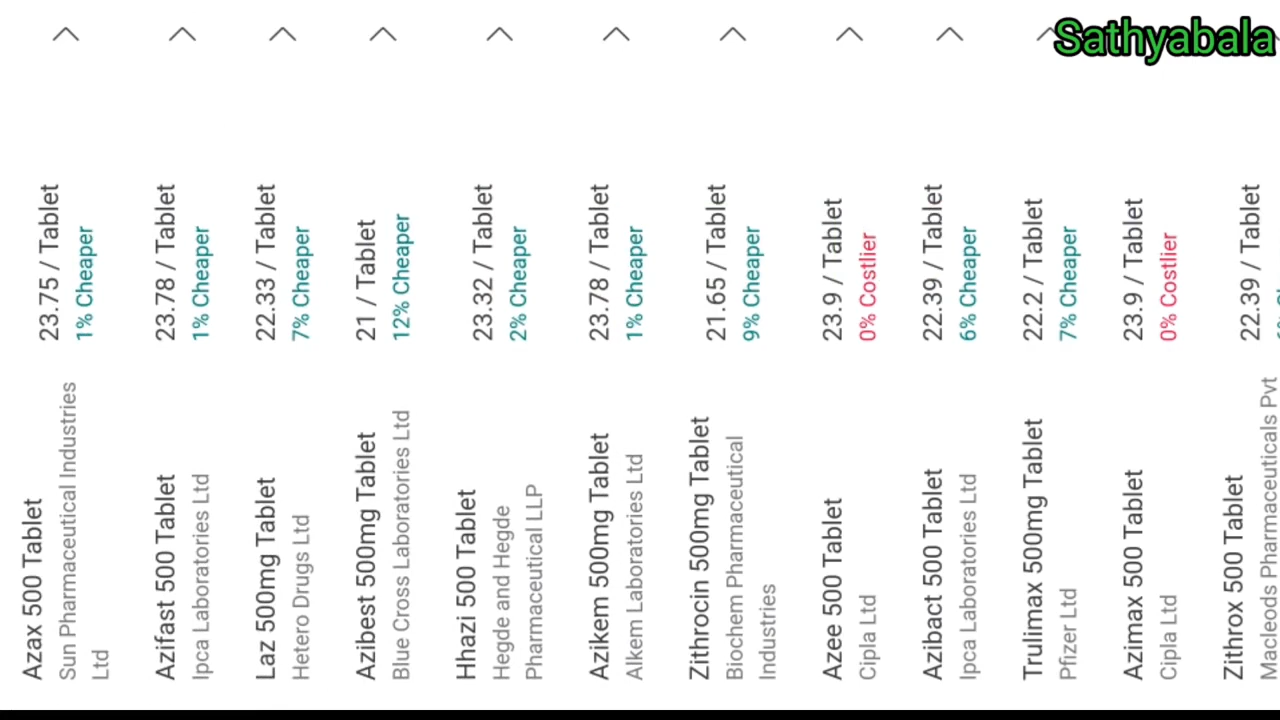 Sathyabala
Azax 500 Tablet
Sun Pharmaceutical Industries
Ltd
23.75 / Tablet
1% Cheaper
Azifast 500 Tablet
Ipca Laboratories Ltd
23.78 / Tablet
1% Cheaper
Laz 500mg Tablet
Hetero Drugs Ltd
22.33 / Tablet
7% Cheaper
Azibest 500mg Tablet
Blue Cross Laboratories Ltd
21 / Tablet
12% Cheaper
Hhazi 500 Tablet
Hegde and Hegde
Pharmaceutical LLP
23.32 / Tablet
2% Cheaper
Azikem 500mg Tablet
Alkem Laboratories Ltd
23.78 / Tablet
1% Cheaper
Zithrocin 500mg Tablet
Biochem Pharmaceutical
Industries
21.65 / Tablet
9% Cheaper
Azee 500 Tablet
Cipla Ltd
23.9 / Tablet
0% Costlier
Azibact 500 Tablet
Ipca Laboratories Ltd
22.39 / Tablet
6% Cheaper
Trulimax 500mg Tablet
Pfizer Ltd
22.2 / Tablet
7% Cheaper
Azimax 500 Tablet
Cipla Ltd
23.9 / Tablet
0% Costlier
Zithrox 500 Tablet
Macleods Pharmaceuticals Pvt
22.39 / Tablet